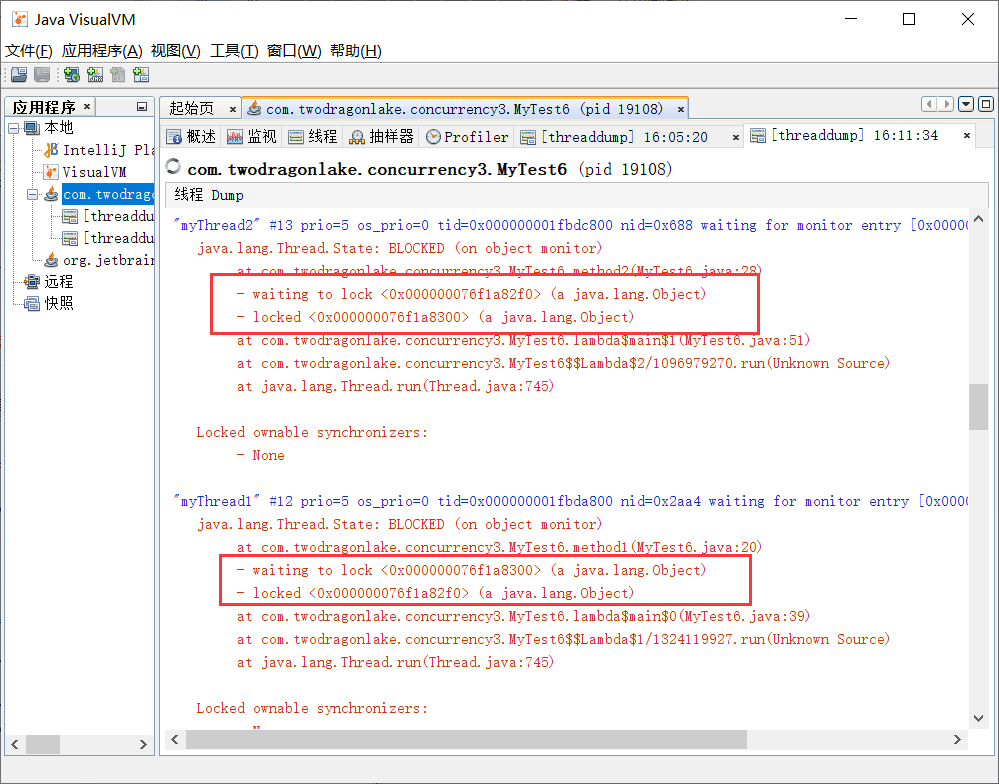 Java VisualVM
文件(F) 应用程序(A) 视图(V) 工具(T) 窗口(W) 帮助(H)
应用程序 ×
本地
IntelliJ Pla
VisualVM
com.twodrago
[threaddu
[threaddu
org.jetbrain
远程
快照
起始页 × com.twodragonlake.concurrency3.MyTest6 (pid 19108) ×
概述 监视 线程 抽样器 Profiler [threaddump] 16:05:20 × [threaddump] 16:11:34 ×
com.twodragonlake.concurrency3.MyTest6 (pid 19108)
线程 Dump
"myThread2" #13 prio=5 os_prio=0 tid=0x000000001fbdc800 nid=0x688 waiting for monitor entry [0x00000
java.lang.Thread.State: BLOCKED (on object monitor)
at com.twodragonlake.concurrency3.MyTest6.method2(MyTest6.java:28)
- waiting to lock <0x000000076f1a82f0> (a java.lang.Object)
- locked <0x000000076f1a8300> (a java.lang.Object)
at com.twodragonlake.concurrency3.MyTest6.lambda$main$1(MyTest6.java:51)
at com.twodragonlake.concurrency3.MyTest6$$Lambda$2/1096979270.run(Unknown Source)
at java.lang.Thread.run(Thread.java:745)
Locked ownable synchronizers:
- None
"myThread1" #12 prio=5 os_prio=0 tid=0x000000001fbda800 nid=0x2aa4 waiting for monitor entry [0x0000
java.lang.Thread.State: BLOCKED (on object monitor)
at com.twodragonlake.concurrency3.MyTest6.method1(MyTest6.java:20)
- waiting to lock <0x000000076f1a8300> (a java.lang.Object)
- locked <0x000000076f1a82f0> (a java.lang.Object)
at com.twodragonlake.concurrency3.MyTest6.lambda$main$0(MyTest6.java:39)
at com.twodragonlake.concurrency3.MyTest6$$Lambda$1/1324119927.run(Unknown Source)
at java.lang.Thread.run(Thread.java:745)
Locked ownable synchronizers: